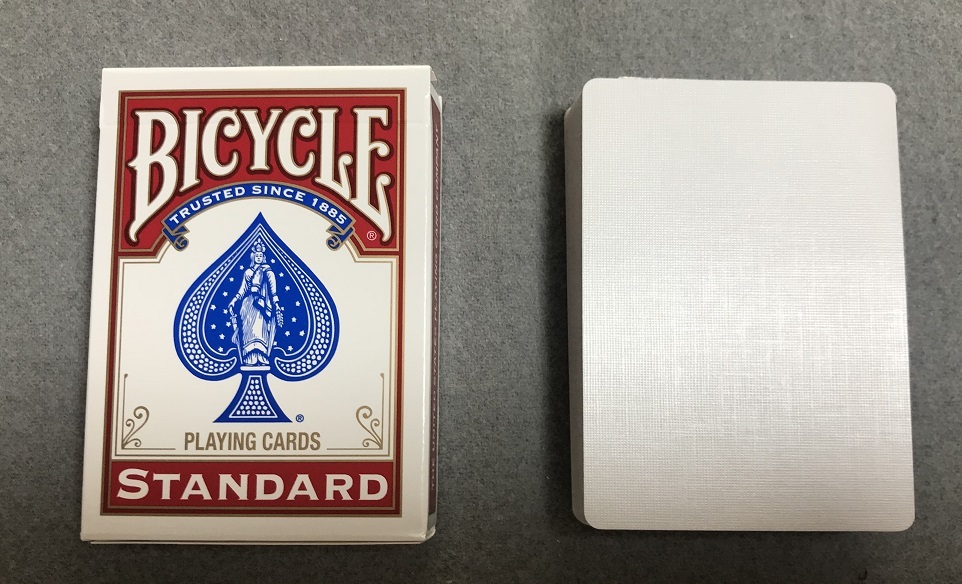 BICYCLE
TRUSTED SINCE 1885
®
®
PLAYING CARDS
STANDARD